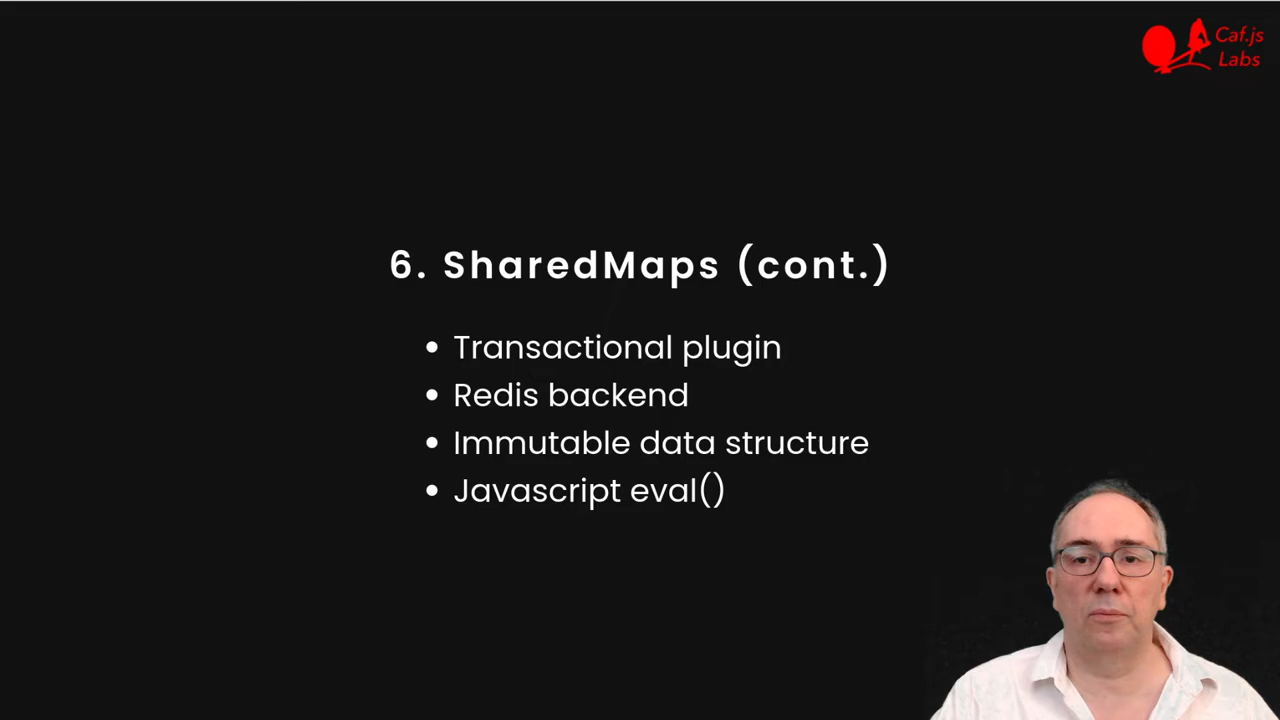 Caf.js
Labs
6. SharedMaps (cont.)
• Transactional plugin
• Redis backend
• Immutable data structure
• Javascript eval()